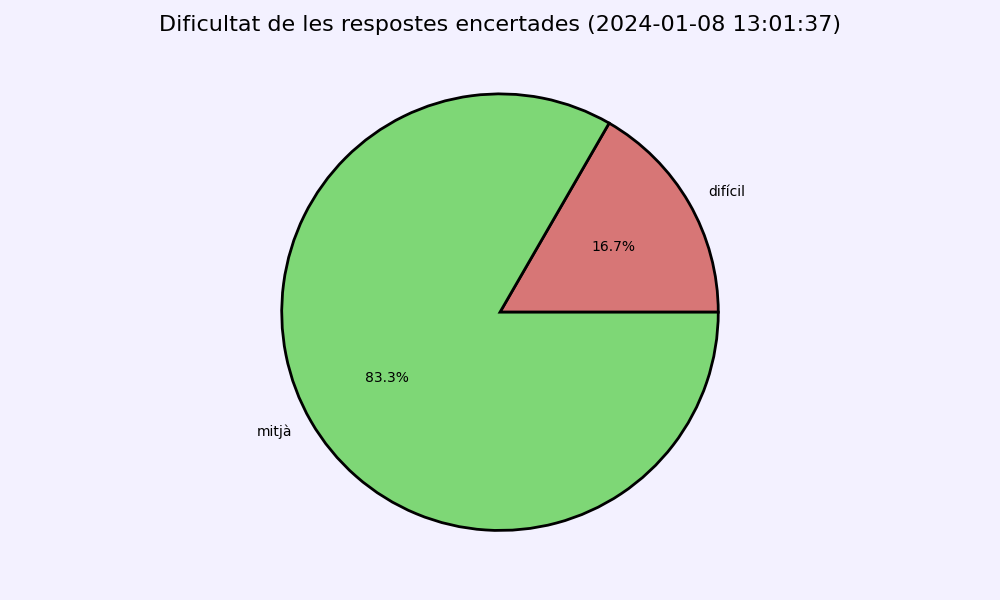 Dificultat de les respostes encertades (2024-01-08 13:01:37)
difícil
16.7%
83.3%
mitjà